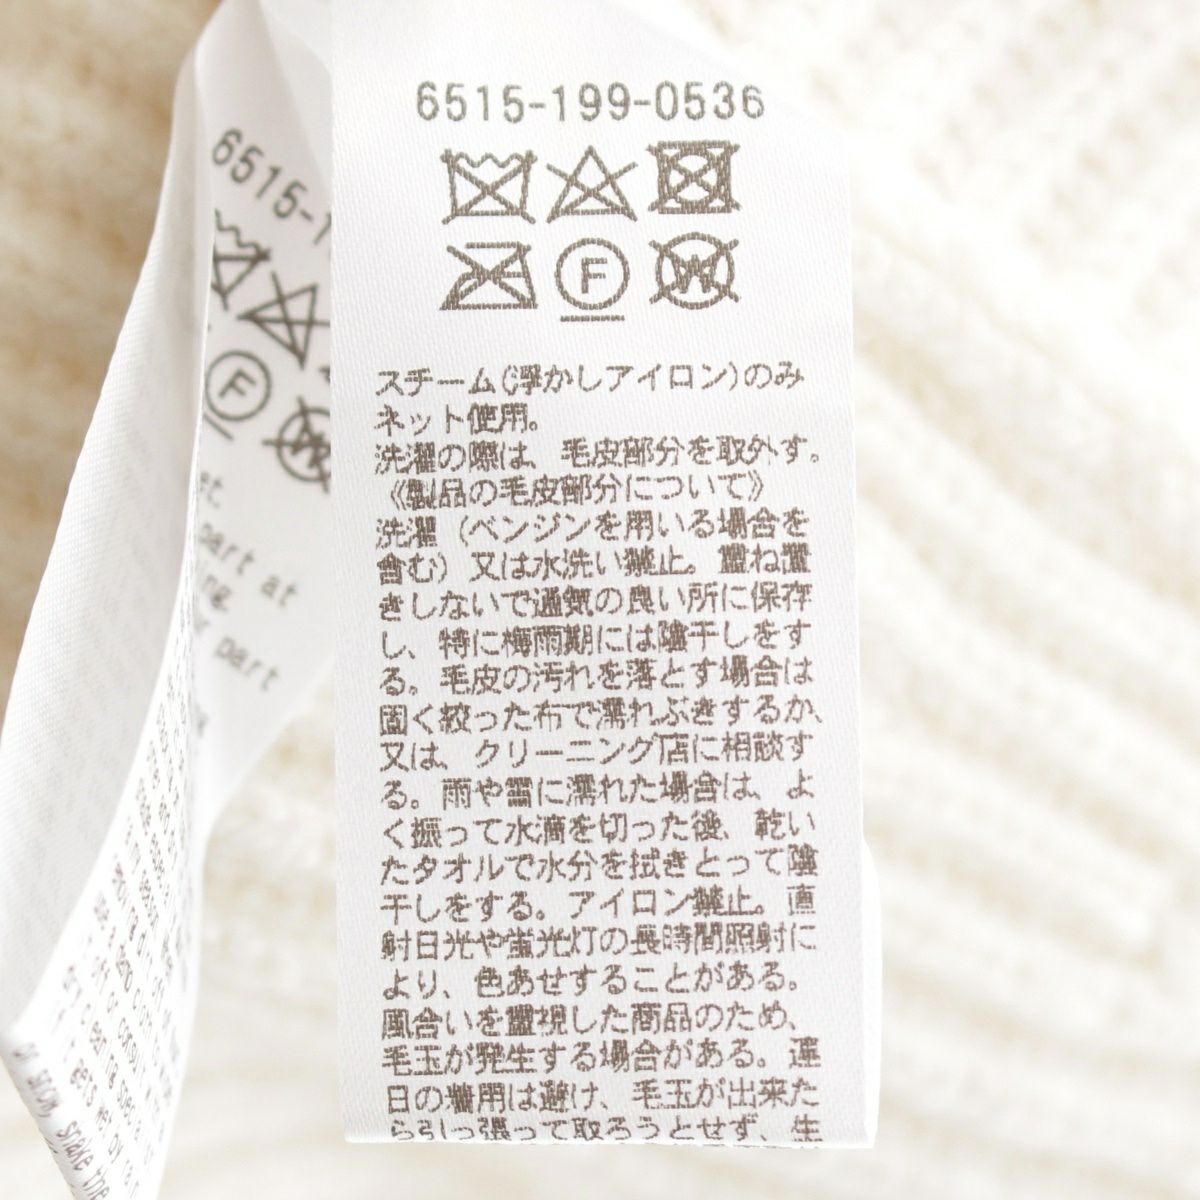 6515-199-0536
F
W
スチーム(浮かしアイロン)のみ
ネット使用。
洗濯の際は、毛皮部分を取外す。
《製品の毛皮部分について》
洗濯(ベンジンを用いる場合を
含む)又は水洗い禁止。重ね置
きしないで通気の良い所に保存
し、特に梅雨期には陰干しをす
る。毛皮の汚れを落とす場合は
固く絞った布で濡れぶきするか、
又は、クリーニング店に相談す
る。雨や雪に濡れた場合は、よ
く振って水滴を切った後、乾い
たタオルで水分を拭きとって陰
干しをする。アイロン禁止。直
射日光や蛍光灯の長時間照射に
より、色あせすることがある。
風合いを重視した商品のため、
毛玉が発生する場合がある。連
日の着用は避け、毛玉が出来た
ら引っ張って取ろうとせず、生
6515-1
F
W
part at
part